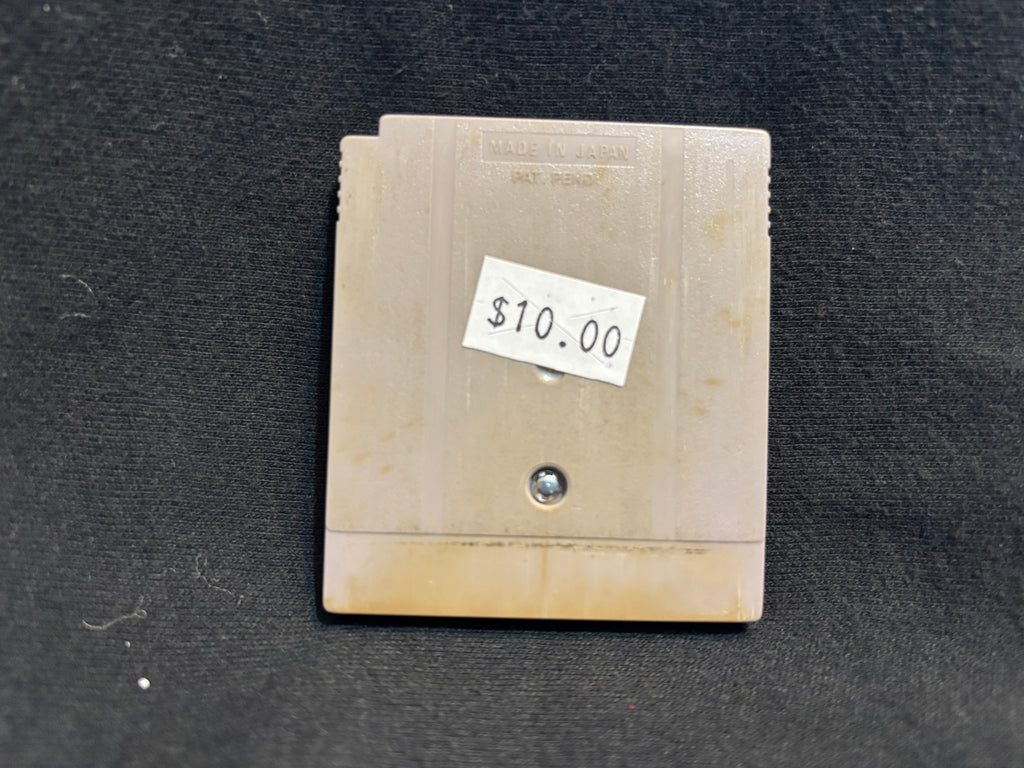 MADE IN JAPAN
PAT. PEND.
$10.00